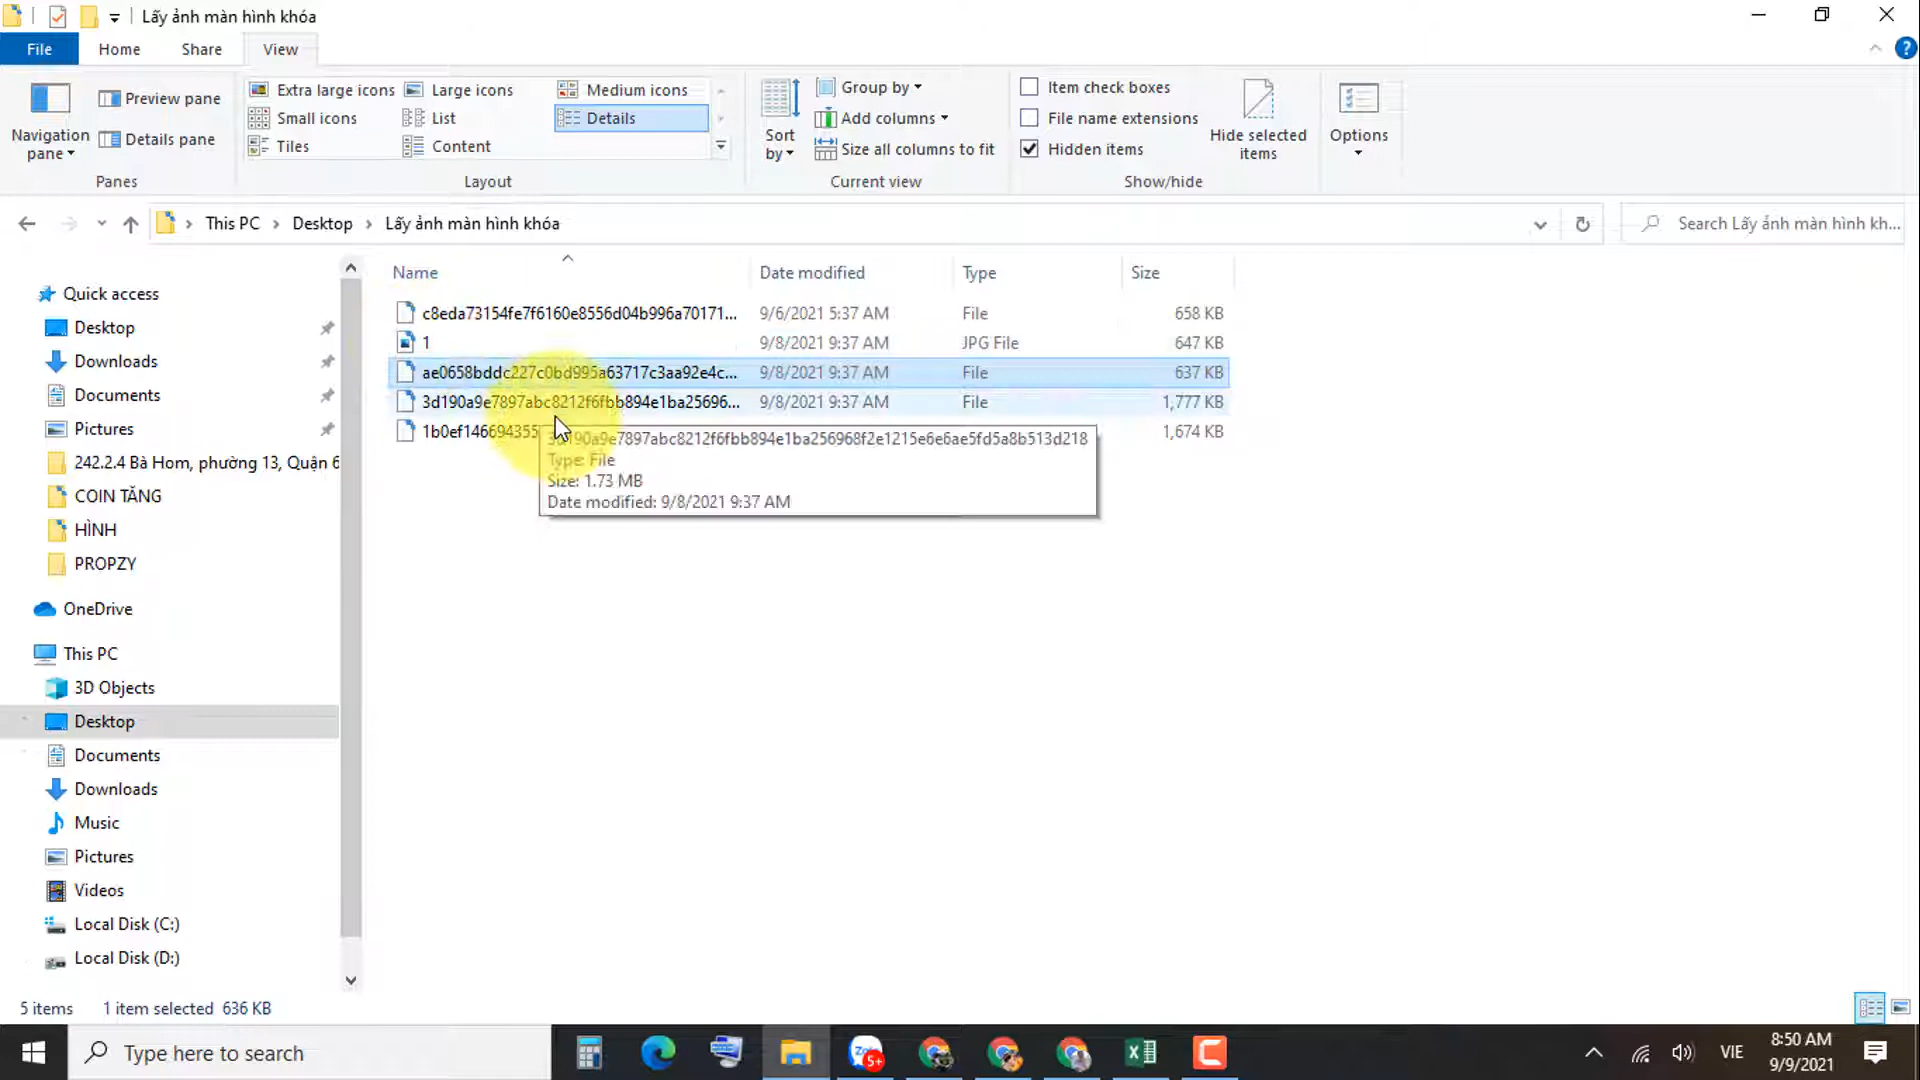 Lấy ảnh màn hình khóa
File Home Share View
Navigation pane
Preview pane
Details pane
Panes
Extra large icons Large icons Medium icons
Small icons List Details
Tiles Content
Layout
Sort by
Group by
Add columns
Size all columns to fit
Current view
Item check boxes
File name extensions
Hidden items
Hide selected items
Show/hide
Options
This PC Desktop Lấy ảnh màn hình khóa
Search Lấy ảnh màn hình kh...
Quick access
Desktop
Downloads
Documents
Pictures
242.2.4 Bà Hom, phường 13, Quận 6
COIN TĂNG
HÌNH
PROPZY
OneDrive
This PC
3D Objects
Desktop
Documents
Downloads
Music
Pictures
Videos
Local Disk (C:)
Local Disk (D:)
Name Date modified Type Size
c8eda73154fe7f6160e8556d04b996a70171... 9/6/2021 5:37 AM File 658 KB
1 9/8/2021 9:37 AM JPG File 647 KB
ae0658bddc227c0bd995a63717c3aa92e4c... 9/8/2021 9:37 AM File 637 KB
3d190a9e7897abc8212f6fbb894e1ba25696... 9/8/2021 9:37 AM File 1,777 KB
1b0ef146694355 1,674 KB
3d190a9e7897abc8212f6fbb894e1ba256968f2e1215e6e6ae5fd5a8b513d218
Type: File
Size: 1.73 MB
Date modified: 9/8/2021 9:37 AM
5 items 1 item selected 636 KB
Type here to search
Zalo
5+
VIE
8:50 AM
9/9/2021